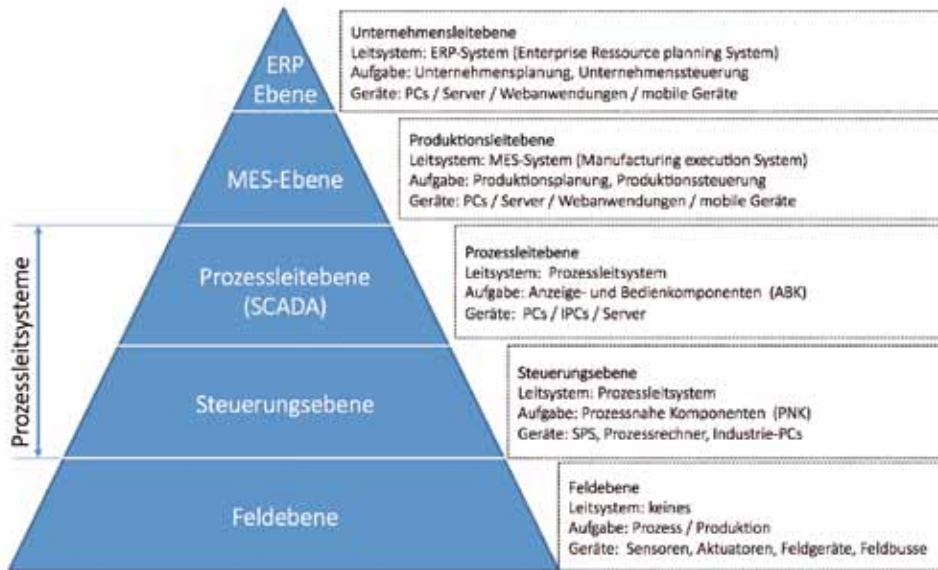 ERP
Ebene
Unternehmensleitebene
Leitsystem: ERP-System (Enterprise Ressource planning System)
Aufgabe: Unternehmensplanung, Unternehmenssteuerung
Geräte: PCs / Server / Webanwendungen / mobile Geräte
MES-Ebene
Produktionsleitebene
Leitsystem: MES-System (Manufacturing execution System)
Aufgabe: Produktionsplanung, Produktionssteuerung
Geräte: PCs / Server / Webanwendungen / mobile Geräte
Prozessleitsysteme
Prozessleitebene
(SCADA)
Prozessleitebene
Leitsystem: Prozessleitsystem
Aufgabe: Anzeige- und Bedienkomponenten (ABK)
Geräte: PCs / IPCs / Server
Steuerungsebene
Steuerungsebene
Leitsystem: Prozessleitsystem
Aufgabe: Prozessnahe Komponenten (PNK)
Geräte: SPS, Prozessrechner, Industrie-PCs
Feldebene
Feldebene
Leitsystem: keines
Aufgabe: Prozess / Produktion
Geräte: Sensoren, Aktuatoren, Feldgeräte, Feldbusse